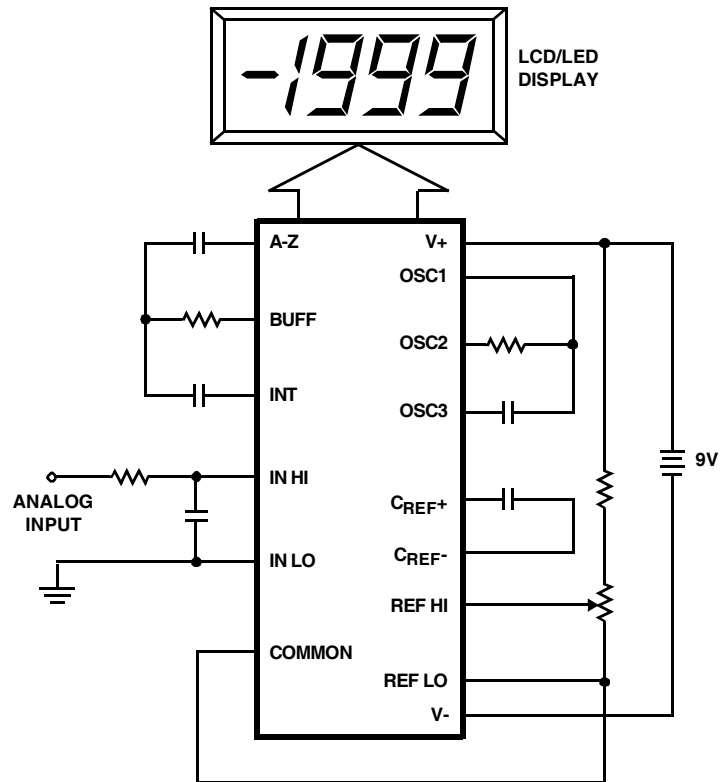 -1999
LCD/LED
DISPLAY
A-Z
V+
OSC1
BUFF
OSC2
INT
OSC3
IN HI
9V
ANALOG
INPUT
CREF+
IN LO
CREF-
REF HI
COMMON
REF LO
V-